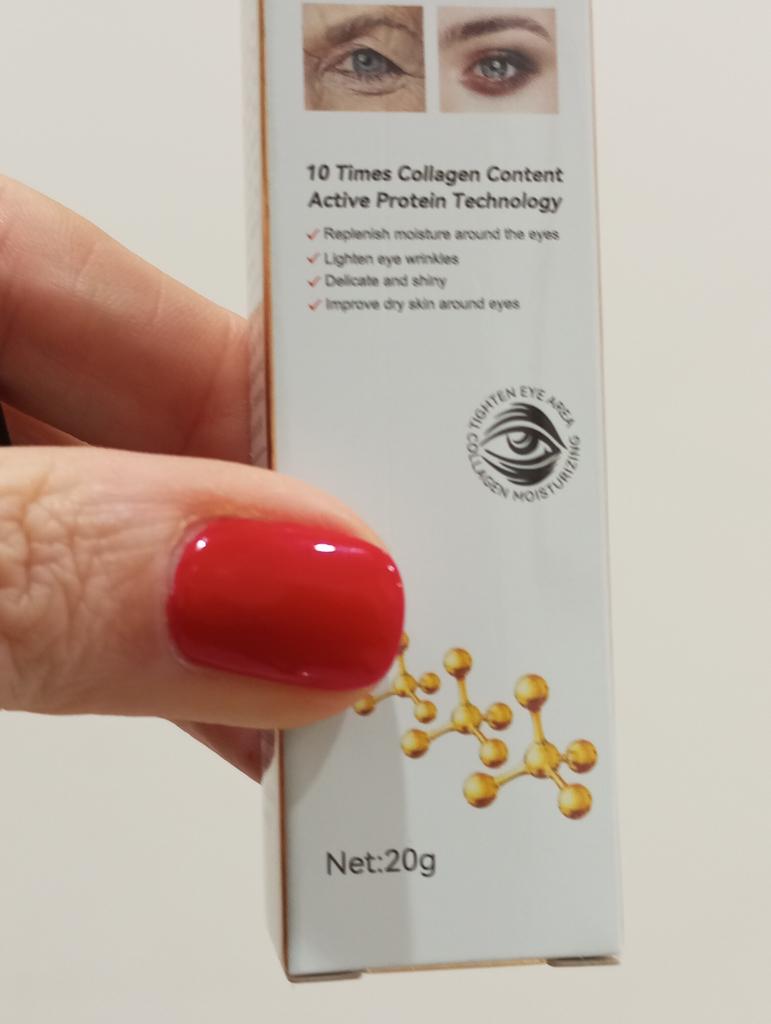 10 Times Collagen Content
Active Protein Technology
Replenish moisture around the eyes
Lighten eye wrinkles
Delicate and shiny
Improve dry skin around eyes
TIGHTEN EYE AREA
COLLAGEN MOISTURIZING
Net:20g